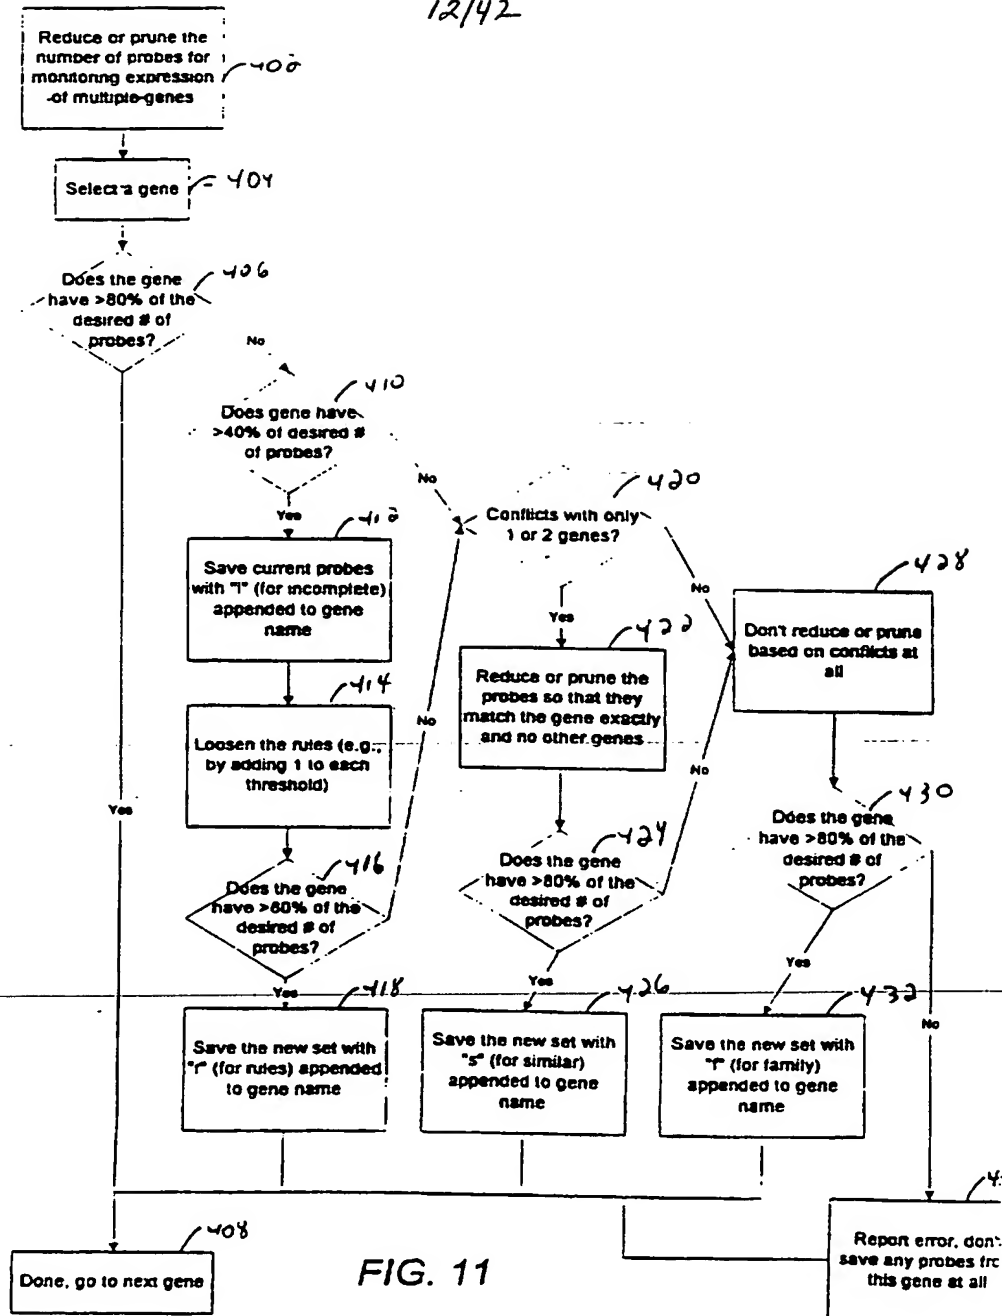 12/42
Reduce or prune the
number of probes for
monitoring expression
of multiple genes
402
Select a gene
404
Does the gene
have >80% of the
desired # of
probes?
406
No
Does gene have
>40% of desired #
of probes?
410
No
Yes
Save current probes
with "i" (for incomplete)
appended to gene
name
412
Conflicts with only
1 or 2 genes?
420
No
Yes
Loosen the rules (e.g.,
by adding 1 to each
threshold)
414
Reduce or prune the
probes so that they
match the gene exactly
and no other genes
422
Don't reduce or prune
based on conflicts at
all
428
No
No
Yes
Does the gene
have >80% of the
desired # of
probes?
416
Does the gene
have >80% of the
desired # of
probes?
424
Does the gene
have >80% of the
desired # of
probes?
430
Yes
Yes
Yes
No
Save the new set with
"r" (for rules) appended
to gene name
418
Save the new set with
"s" (for similar)
appended to gene
name
426
Save the new set with
"f" (for family)
appended to gene
name
432
Done, go to next gene
408
FIG. 11
Report error, don't
save any probes
this gene at all